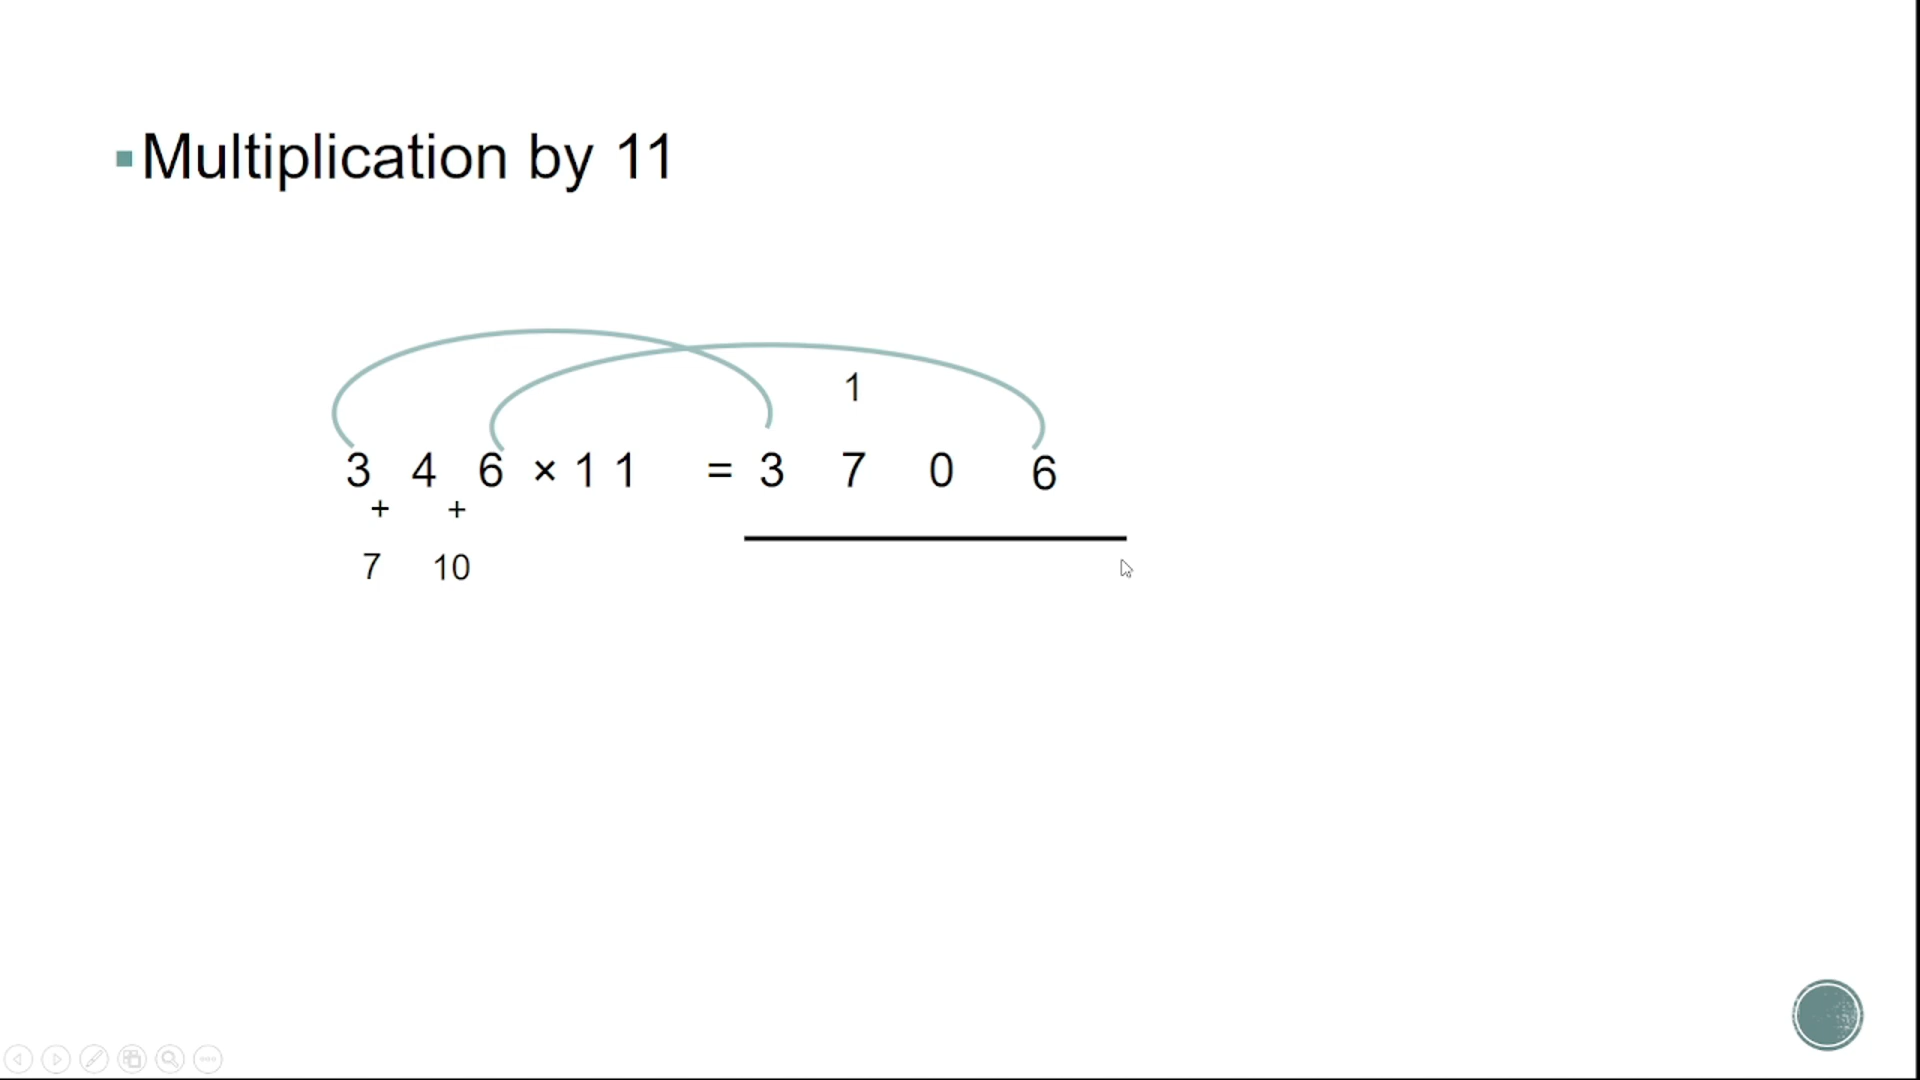 Multiplication by 11
1
3 4 6 × 1 1 = 3 7 0 6
+ +
7 10